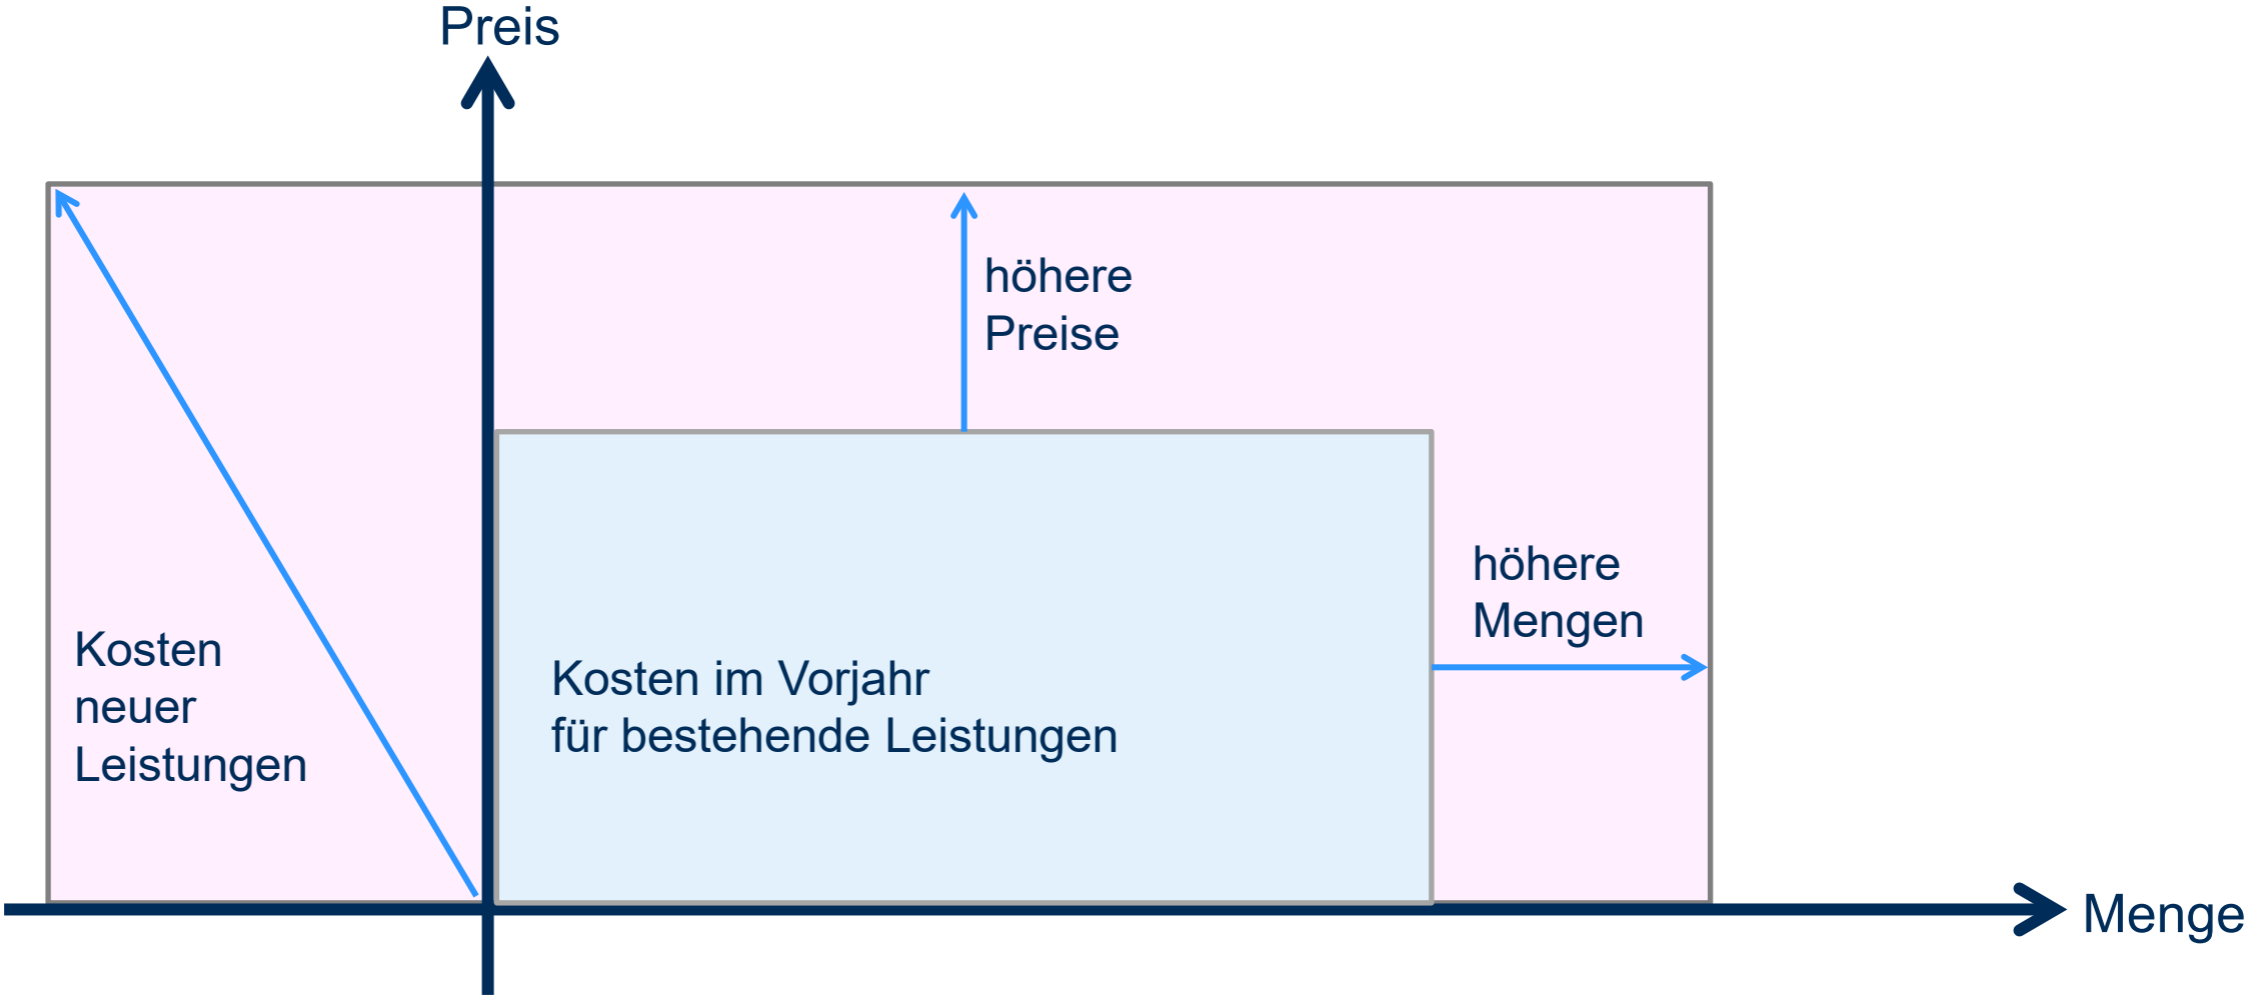 Preis
höhere
Preise
höhere
Mengen
Kosten
neuer
Leistungen
Kosten im Vorjahr
für bestehende Leistungen
Menge